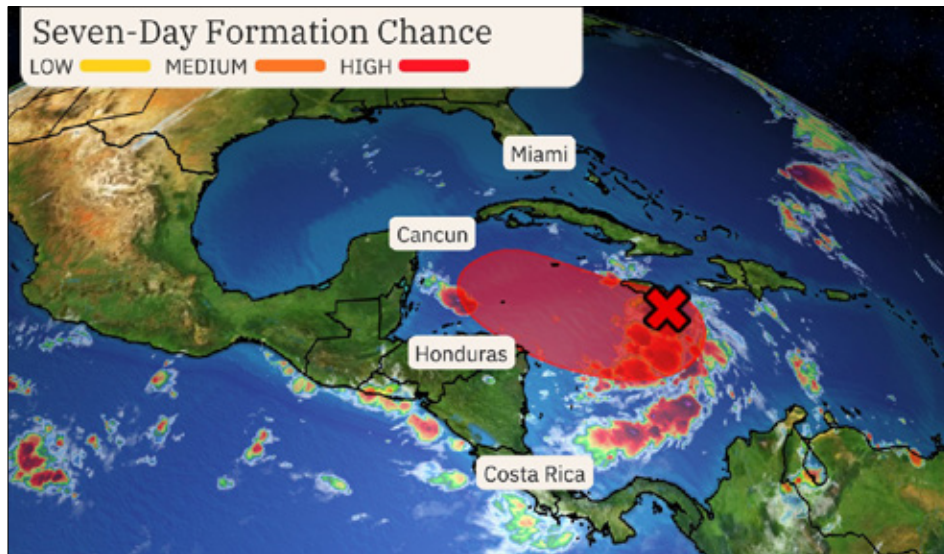 Seven-Day Formation Chance
LOW MEDIUM HIGH
Miami
Cancun
Honduras
Costa Rica